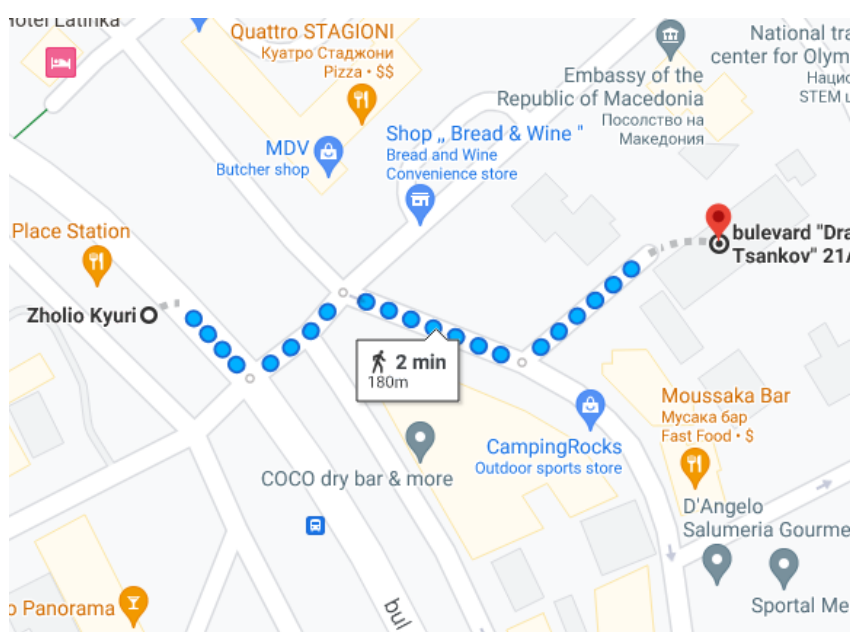 Hotel Latinka
Quattro STAGIONI
Куатро Стаджони
Pizza • $$
National tra
center for Olym
Нацио
STEM ц
Embassy of the
Republic of Macedonia
Посолство на
Македония
MDV
Butcher shop
Shop „ Bread & Wine "
Bread and Wine
Convenience store
Place Station
bulevard "Dra
Tsankov" 21A
Zholio Kyuri
2 min
180m
Moussaka Bar
Мусака бар
Fast Food • $
CampingRocks
Outdoor sports store
COCO dry bar & more
D'Angelo
Salumeria Gourme
o Panorama
Sportal Me
bul